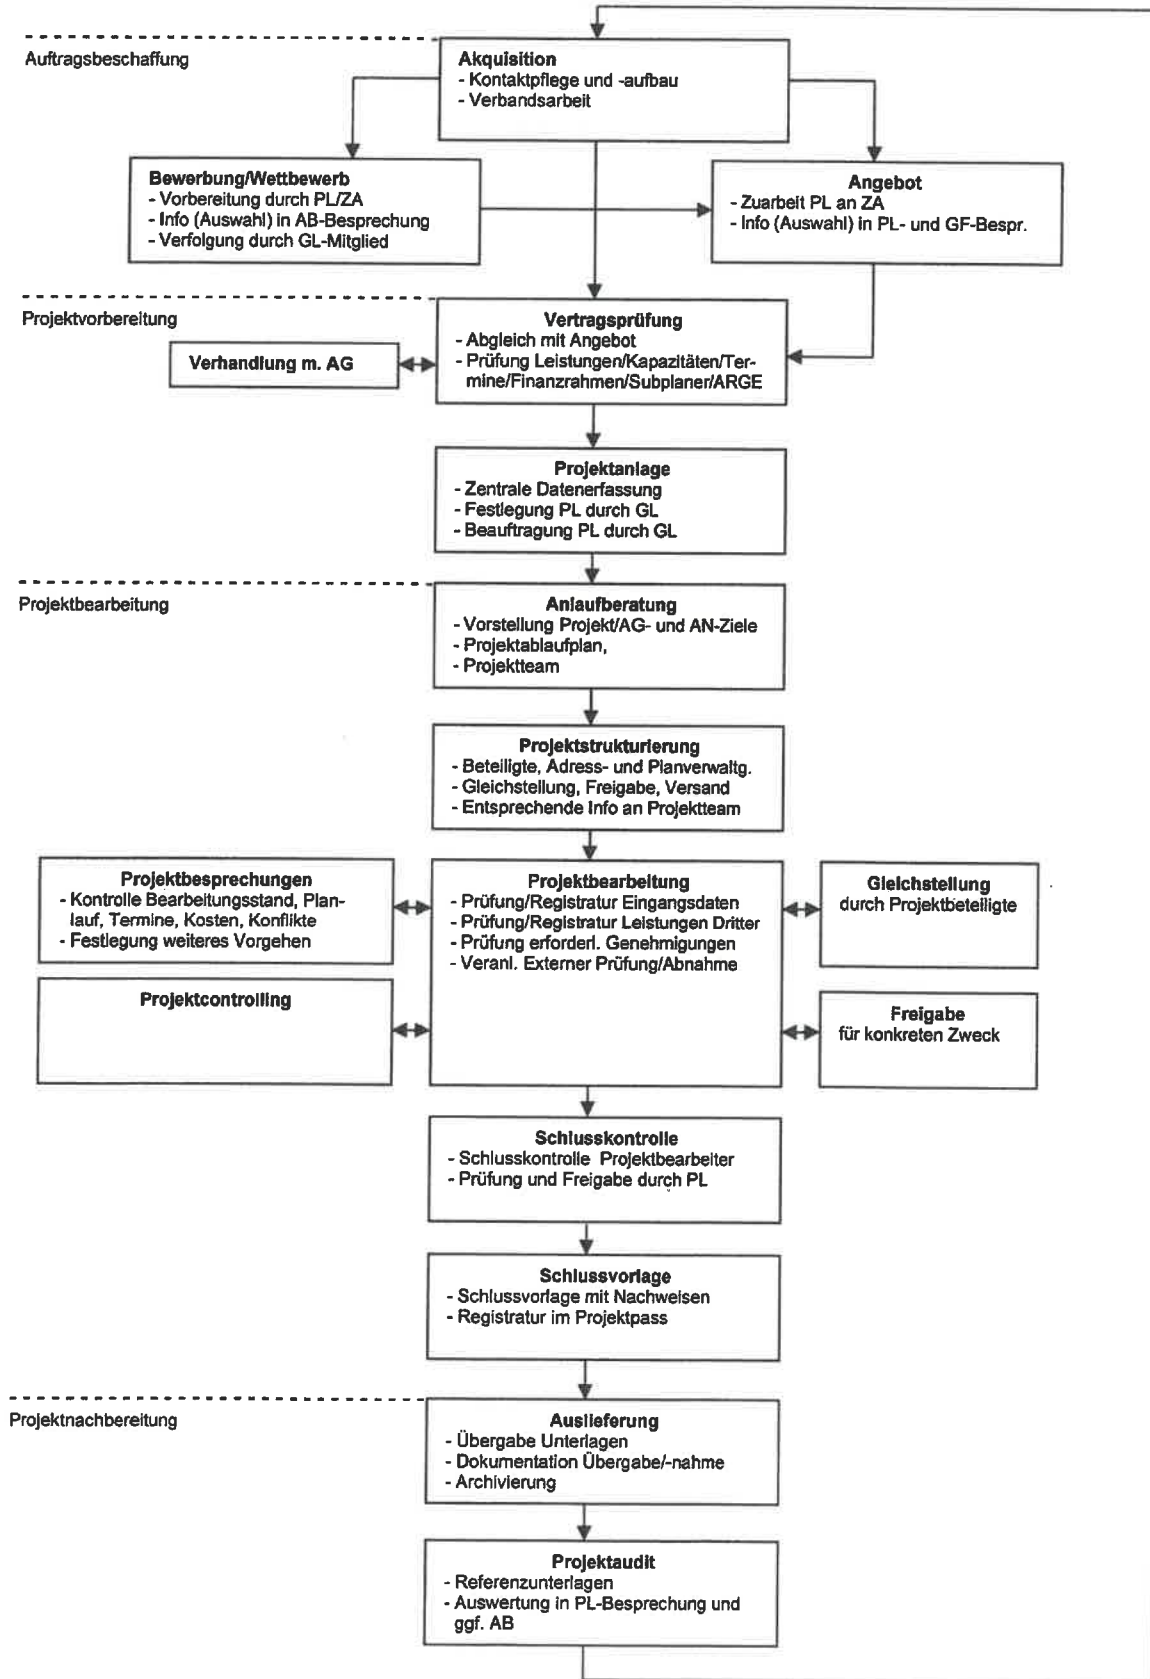 Auftragsbeschaffung
Akquisition
- Kontaktpflege und -aufbau
- Verbandsarbeit
Bewerbung/Wettbewerb
- Vorbereitung durch PL/ZA
- Info (Auswahl) in AB-Besprechung
- Verfolgung durch GL-Mitglied
Angebot
- Zuarbeit PL an ZA
- Info (Auswahl) in PL- und GF-Bespr.
Projektvorbereitung
Vertragsprüfung
- Abgleich mit Angebot
- Prüfung Leistungen/Kapazitäten/Ter-
mine/Finanzrahmen/Subplaner/ARGE
Verhandlung m. AG
Projektanlage
- Zentrale Datenerfassung
- Festlegung PL durch GL
- Beauftragung PL durch GL
Projektbearbeitung
Anlaufberatung
- Vorstellung Projekt/AG- und AN-Ziele
- Projektablaufplan,
- Projektteam
Projektstrukturierung
- Beteiligte, Adress- und Planverwaltg.
- Gleichstellung, Freigabe, Versand
- Entsprechende Info an Projektteam
Projektbesprechungen
- Kontrolle Bearbeitungsstand, Plan-
lauf, Termine, Kosten, Konflikte
- Festlegung weiteres Vorgehen
Projektbearbeitung
- Prüfung/Registratur Eingangsdaten
- Prüfung/Registratur Leistungen Dritter
- Prüfung erforderl. Genehmigungen
- Veranl. Externer Prüfung/Abnahme
Gleichstellung
durch Projektbeteiligte
Projektcontrolling
Freigabe
für konkreten Zweck
Schlusskontrolle
- Schlusskontrolle Projektbearbeiter
- Prüfung und Freigabe durch PL
Schlussvorlage
- Schlussvorlage mit Nachweisen
- Registratur im Projektpass
Projektnachbereitung
Auslieferung
- Übergabe Unterlagen
- Dokumentation Übergabe/-nahme
- Archivierung
Projektaudit
- Referenzunterlagen
- Auswertung in PL-Besprechung und
ggf. AB